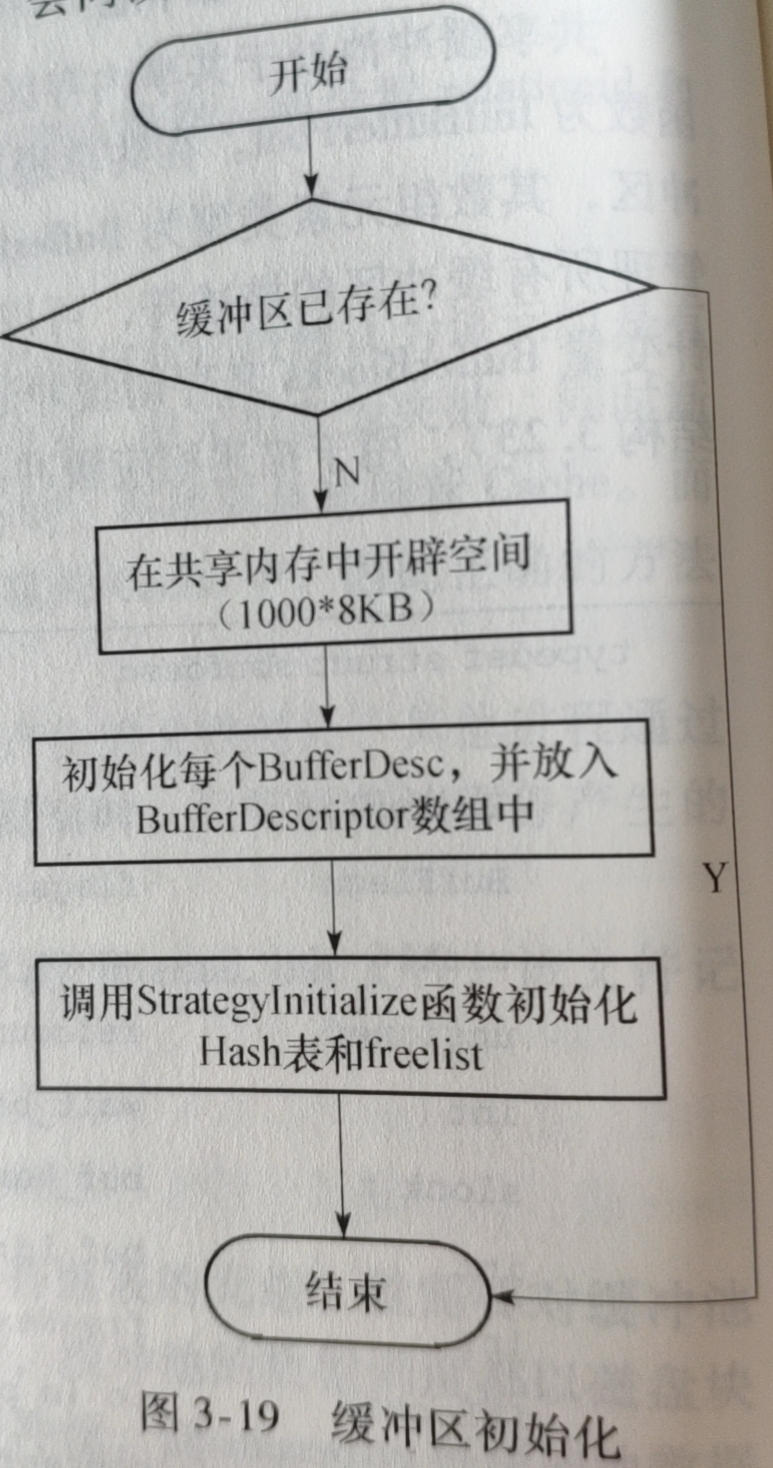 开始
缓冲区已存在?
N
在共享内存中开辟空间
(1000*8KB)
初始化每个BufferDesc，并放入
BufferDescriptor数组中
Y
调用StrategyInitialize函数初始化
Hash表和freelist
结束
图 3-19 缓冲区初始化